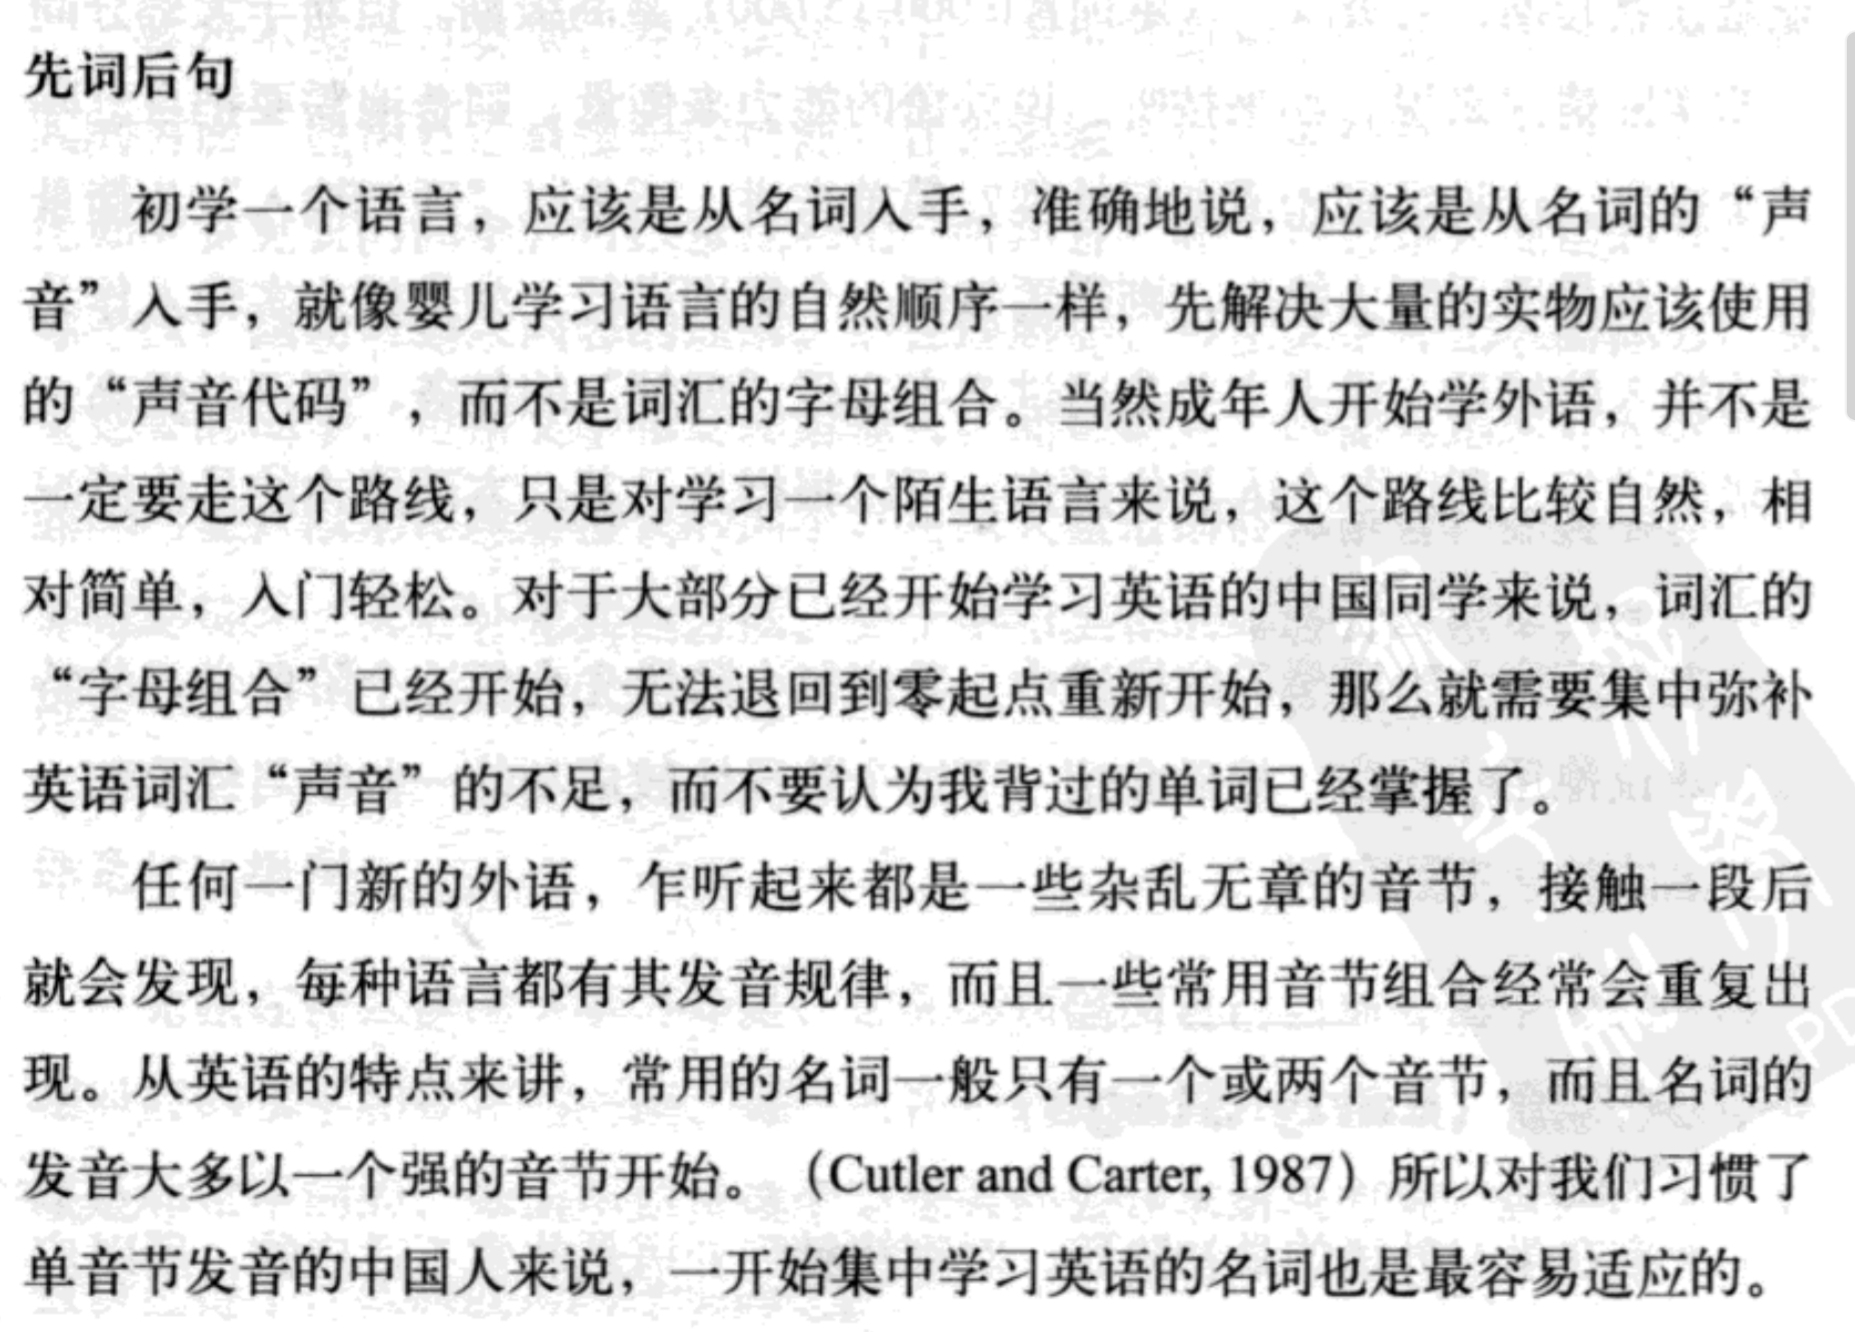 先词后句
初学一个语言，应该是从名词入手，准确地说，应该是从名词的“声
音”入手，就像婴儿学习语言的自然顺序一样，先解决大量的实物应该使用
的“声音代码”，而不是词汇的字母组合。当然成年人开始学外语，并不是
一定要走这个路线，只是对学习一个陌生语言来说，这个路线比较自然，相
对简单，入门轻松。对于大部分已经开始学习英语的中国同学来说，词汇的
“字母组合”已经开始，无法退回到零起点重新开始，那么就需要集中弥补
英语词汇“声音”的不足，而不要认为我背过的单词已经掌握了。
任何一门新的外语，乍听起来都是一些杂乱无章的音节，接触一段后
就会发现，每种语言都有其发音规律，而且一些常用音节组合经常会重复出
现。从英语的特点来讲，常用的名词一般只有一个或两个音节，而且名词的
发音大多以一个强的音节开始。（Cutler and Carter, 1987）所以对我们习惯了
单音节发音的中国人来说，一开始集中学习英语的名词也是最容易适应的。